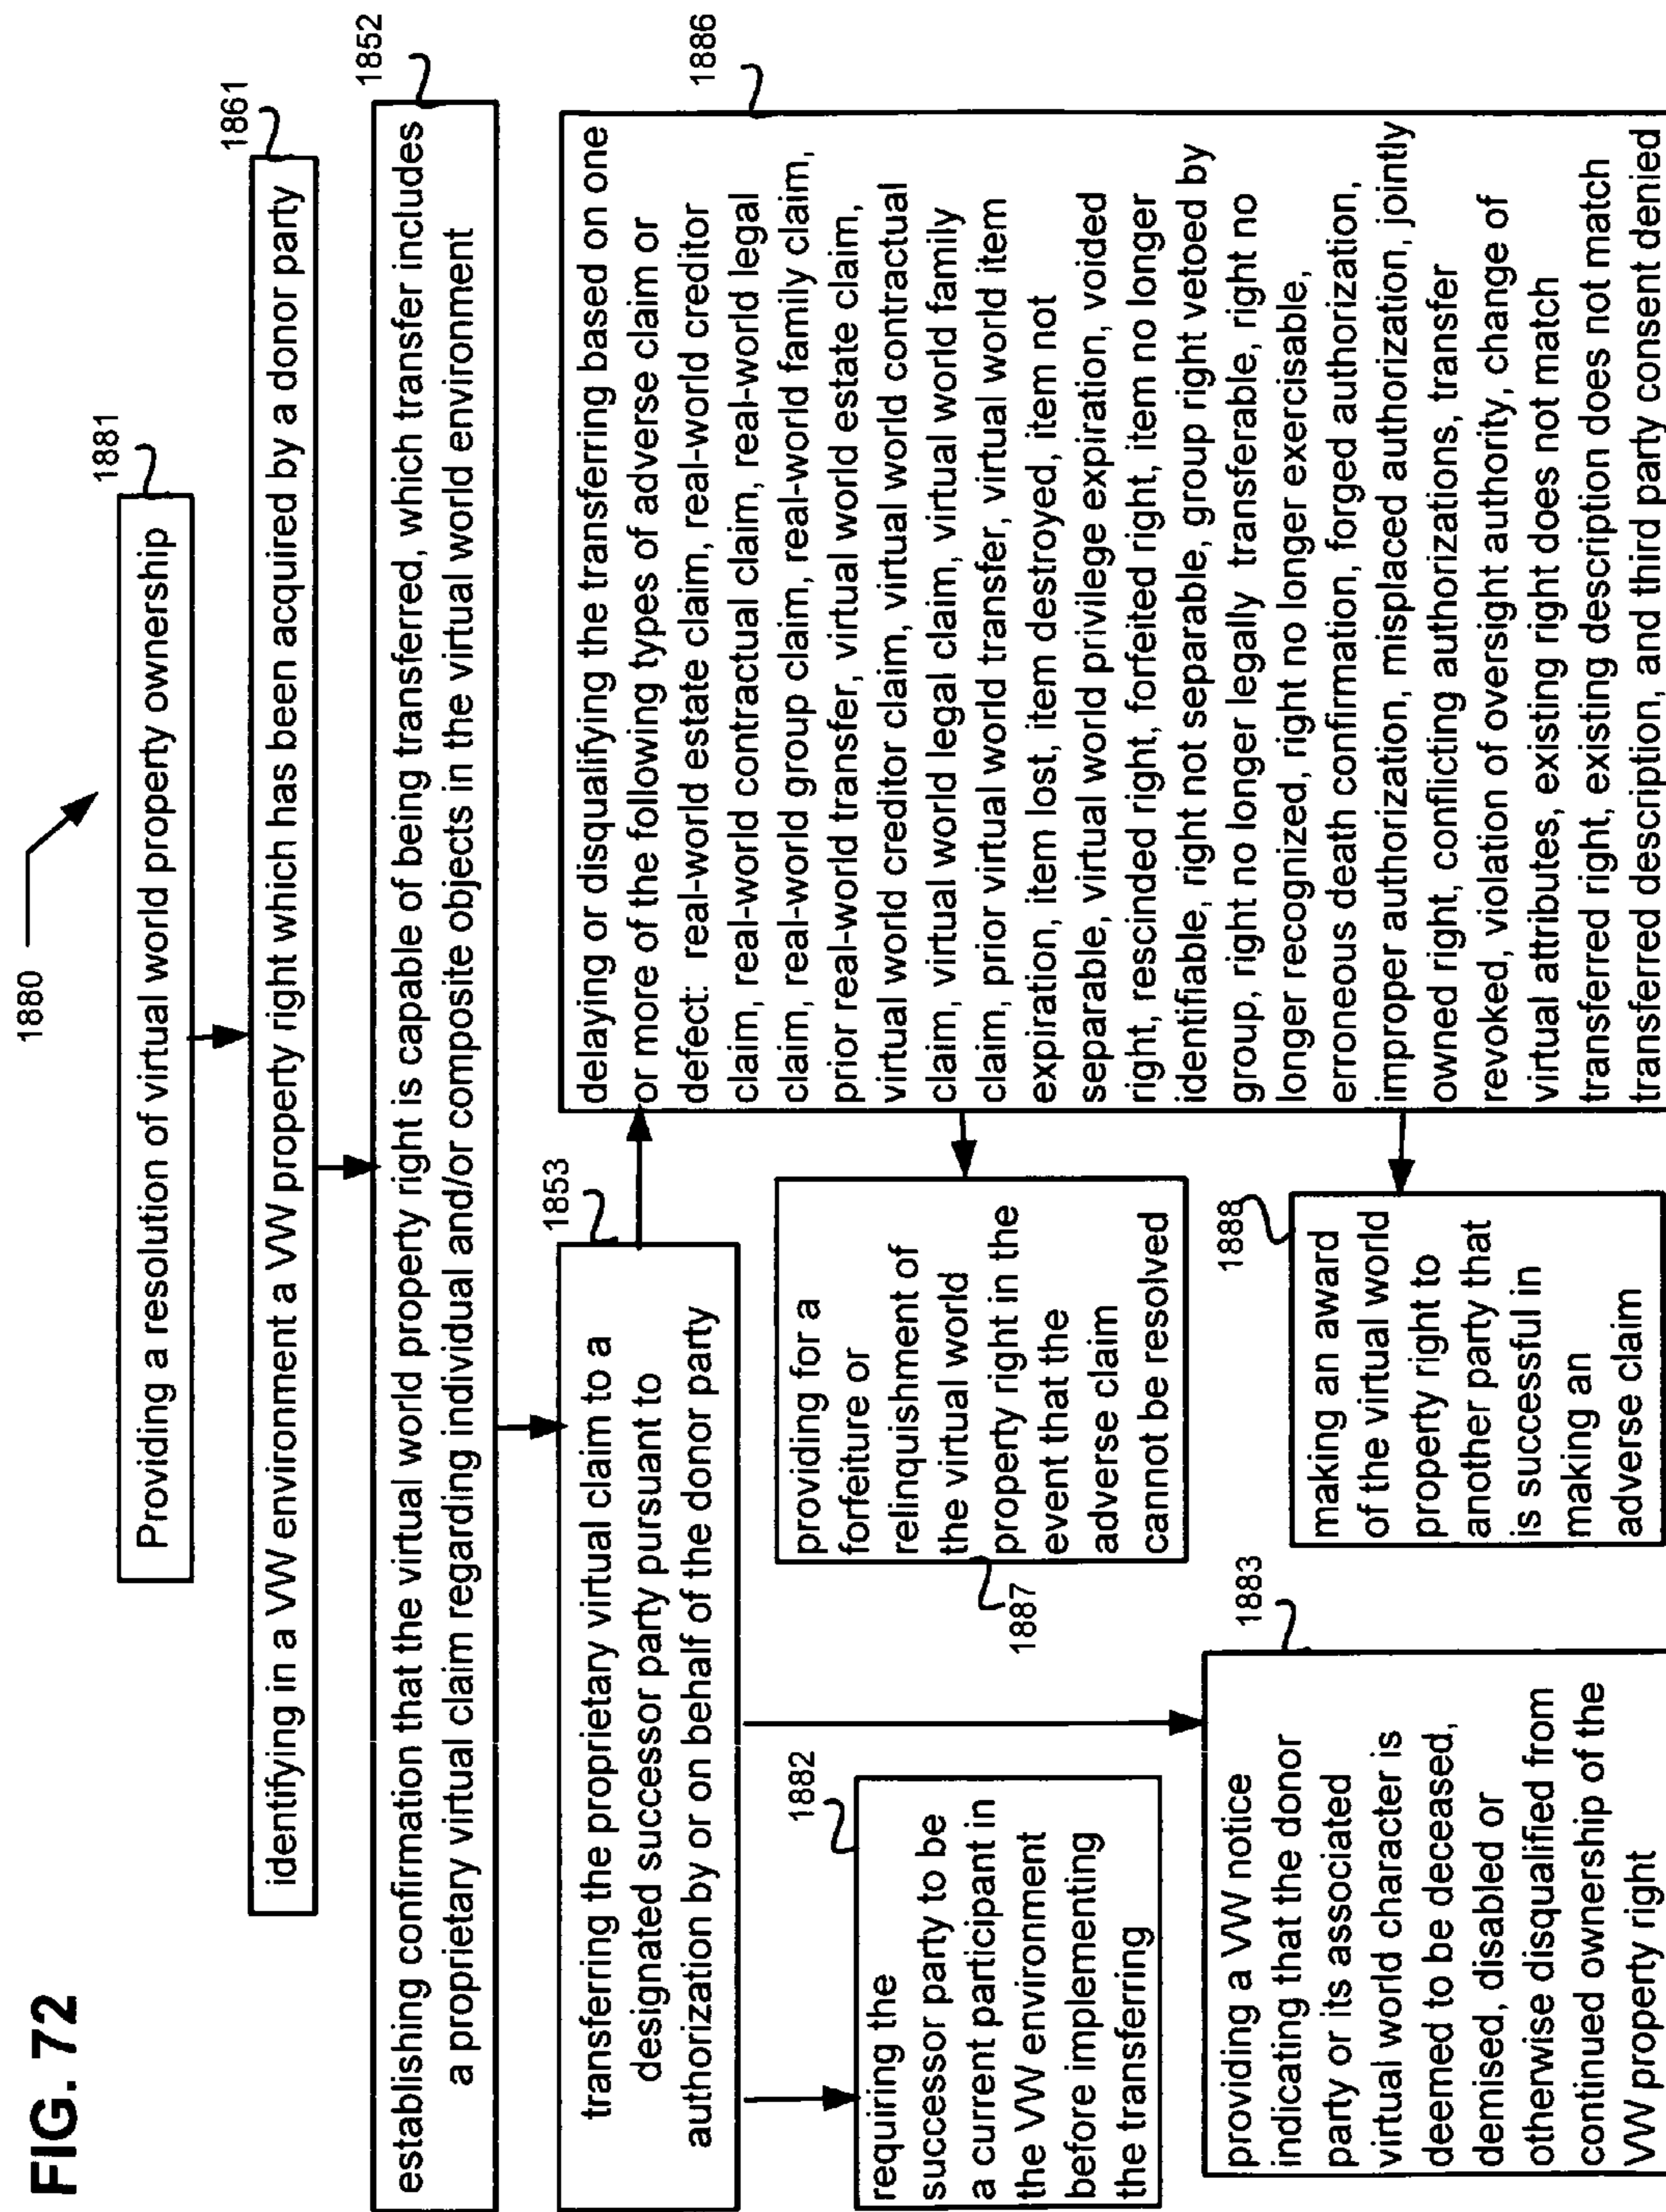 FIG. 72
1880
1881
Providing a resolution of virtual world property ownership
1861
identifying in a VW environment a VW property right which has been acquired by a donor party
1852
establishing confirmation that the virtual world property right is capable of being transferred, which transfer includes
a proprietary virtual claim regarding individual and/or composite objects in the virtual world environment
1853
transferring the proprietary virtual claim to a
designated successor party pursuant to
authorization by or on behalf of the donor party
1886
delaying or disqualifying the transferring based on one
or more of the following types of adverse claim or
defect: real-world estate claim, real-world creditor
claim, real-world contractual claim, real-world legal
claim, real-world group claim, real-world family claim,
prior real-world transfer, virtual world estate claim,
virtual world creditor claim, virtual world contractual
claim, virtual world legal claim, virtual world family
claim, prior virtual world transfer, virtual world item
expiration, item lost, item destroyed, item not
separable, virtual world privilege expiration, voided
right, rescinded right, forfeited right, item no longer
identifiable, right not separable, group right vetoed by
group, right no longer legally transferable, right no
longer recognized, right no longer exercisable,
erroneous death confirmation, forged authorization,
improper authorization, misplaced authorization, jointly
owned right, conflicting authorizations, transfer
revoked, violation of oversight authority, change of
virtual attributes, existing right does not match
transferred right, existing description does not match
transferred description, and third party consent denied
1882
requiring the
successor party to be
a current participant in
the VW environment
before implementing
the transferring
1887
providing for a
forfeiture or
relinquishment of
the virtual world
property right in the
event that the
adverse claim
cannot be resolved
1883
providing a VW notice
indicating that the donor
party or its associated
virtual world character is
deemed to be deceased,
demised, disabled or
otherwise disqualified from
continued ownership of the
VW property right
1888
making an award
of the virtual world
property right to
another party that
is successful in
making an
adverse claim